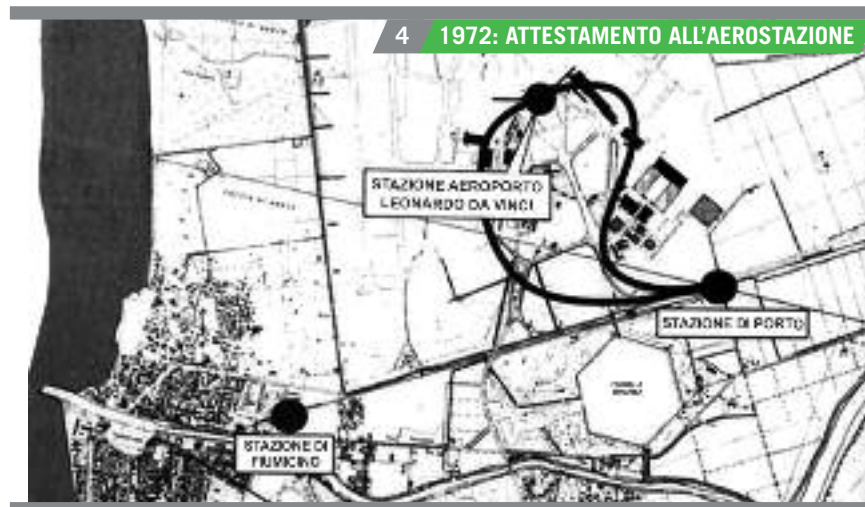 4 1972: ATTESTAMENTO ALL'AEROSTAZIONE
STAZIONE AEROPORTO
LEONARDO DA VINCI
STAZIONE DI PORTO
STAZIONE DI
FIUMICINO